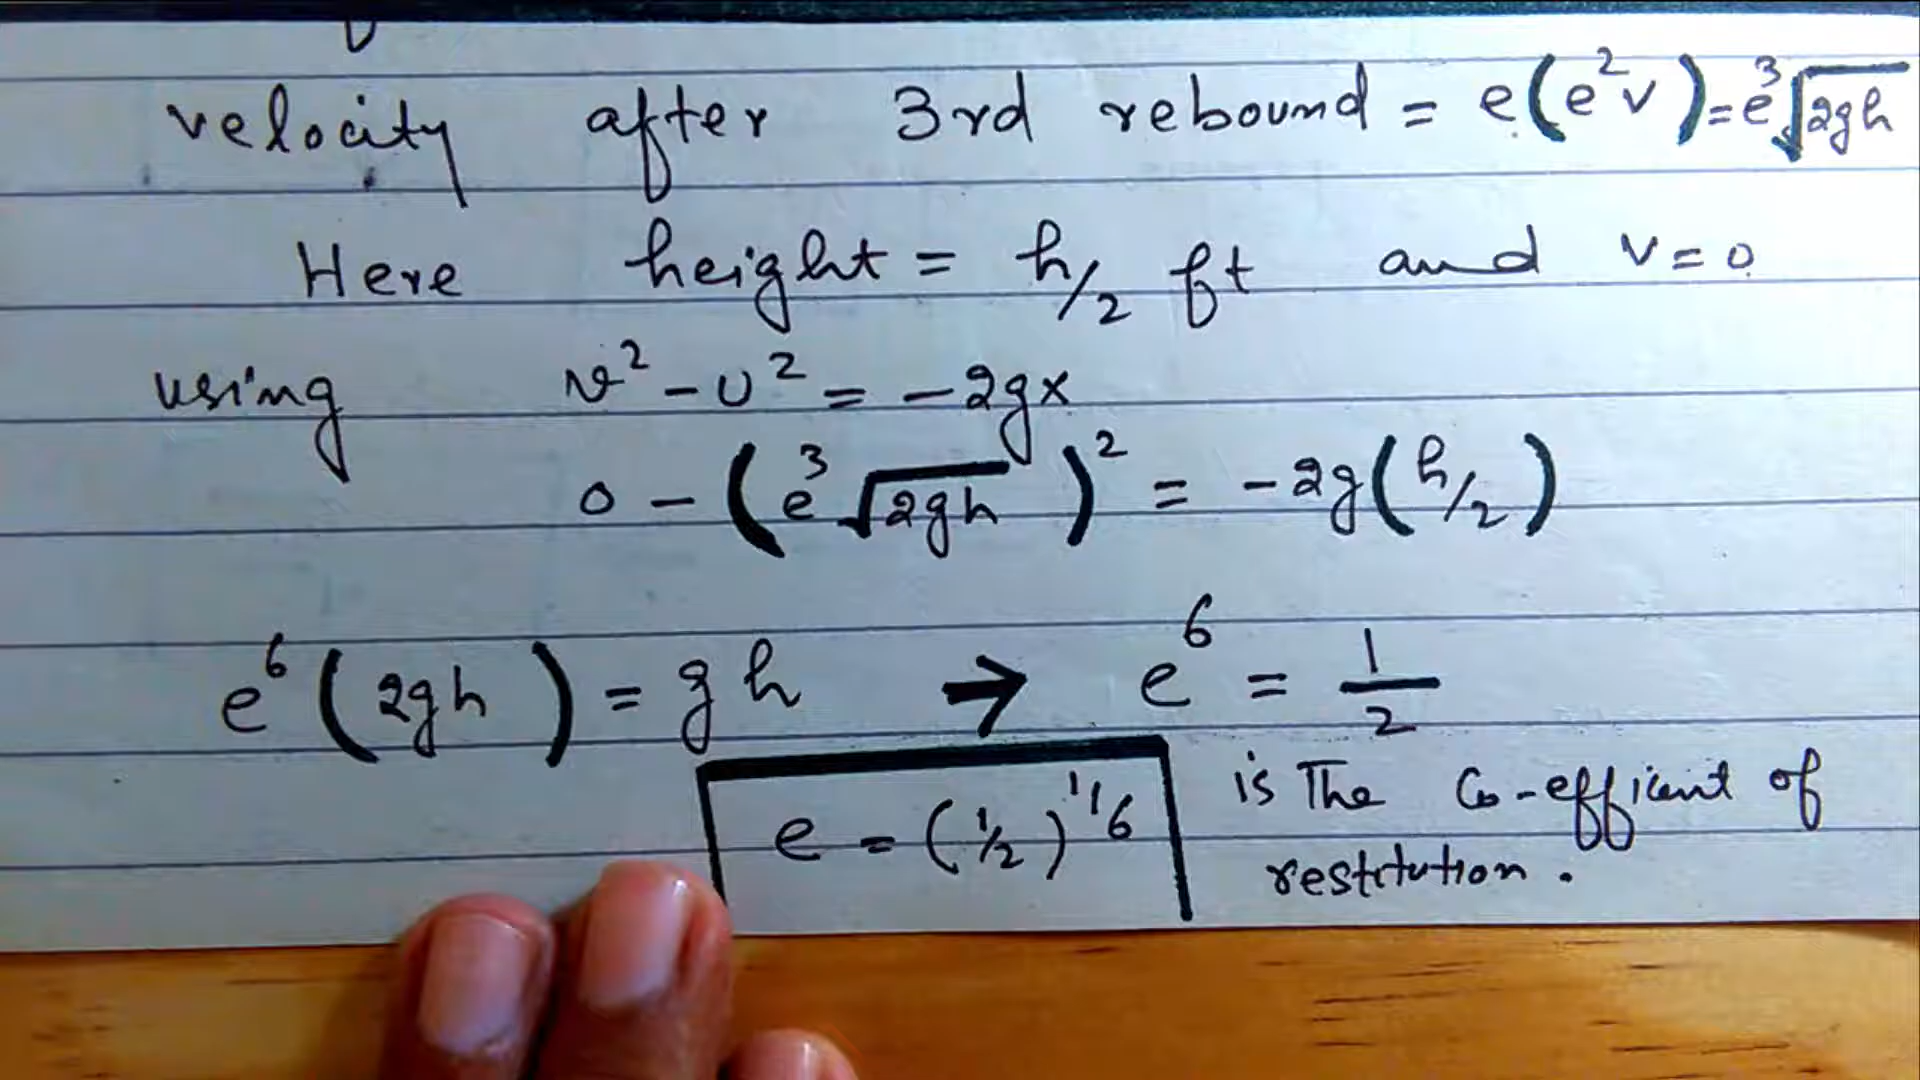 velocity after 3rd rebound = e(e²v) = e³√2gh
Here height = h/2 ft and v = 0
using v² - u² = -2gx
0 - (e³√2gh)² = -2g(h/2)
e⁶(2gh) = gh → e⁶ = 1/2
e = (1/2)^1/6 is The Co-efficient of
restitution.